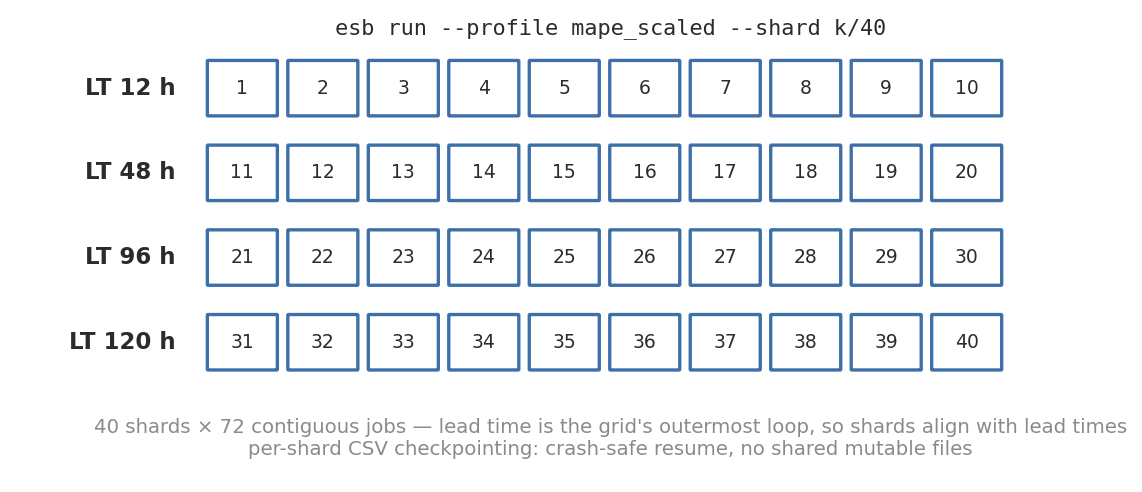 esb run --profile mape_scaled --shard k/40
LT 12 h 1 2 3 4 5 6 7 8 9 10
LT 48 h 11 12 13 14 15 16 17 18 19 20
LT 96 h 21 22 23 24 25 26 27 28 29 30
LT 120 h 31 32 33 34 35 36 37 38 39 40
40 shards × 72 contiguous jobs — lead time is the grid's outermost loop, so shards align with lead times
per-shard CSV checkpointing: crash-safe resume, no shared mutable files